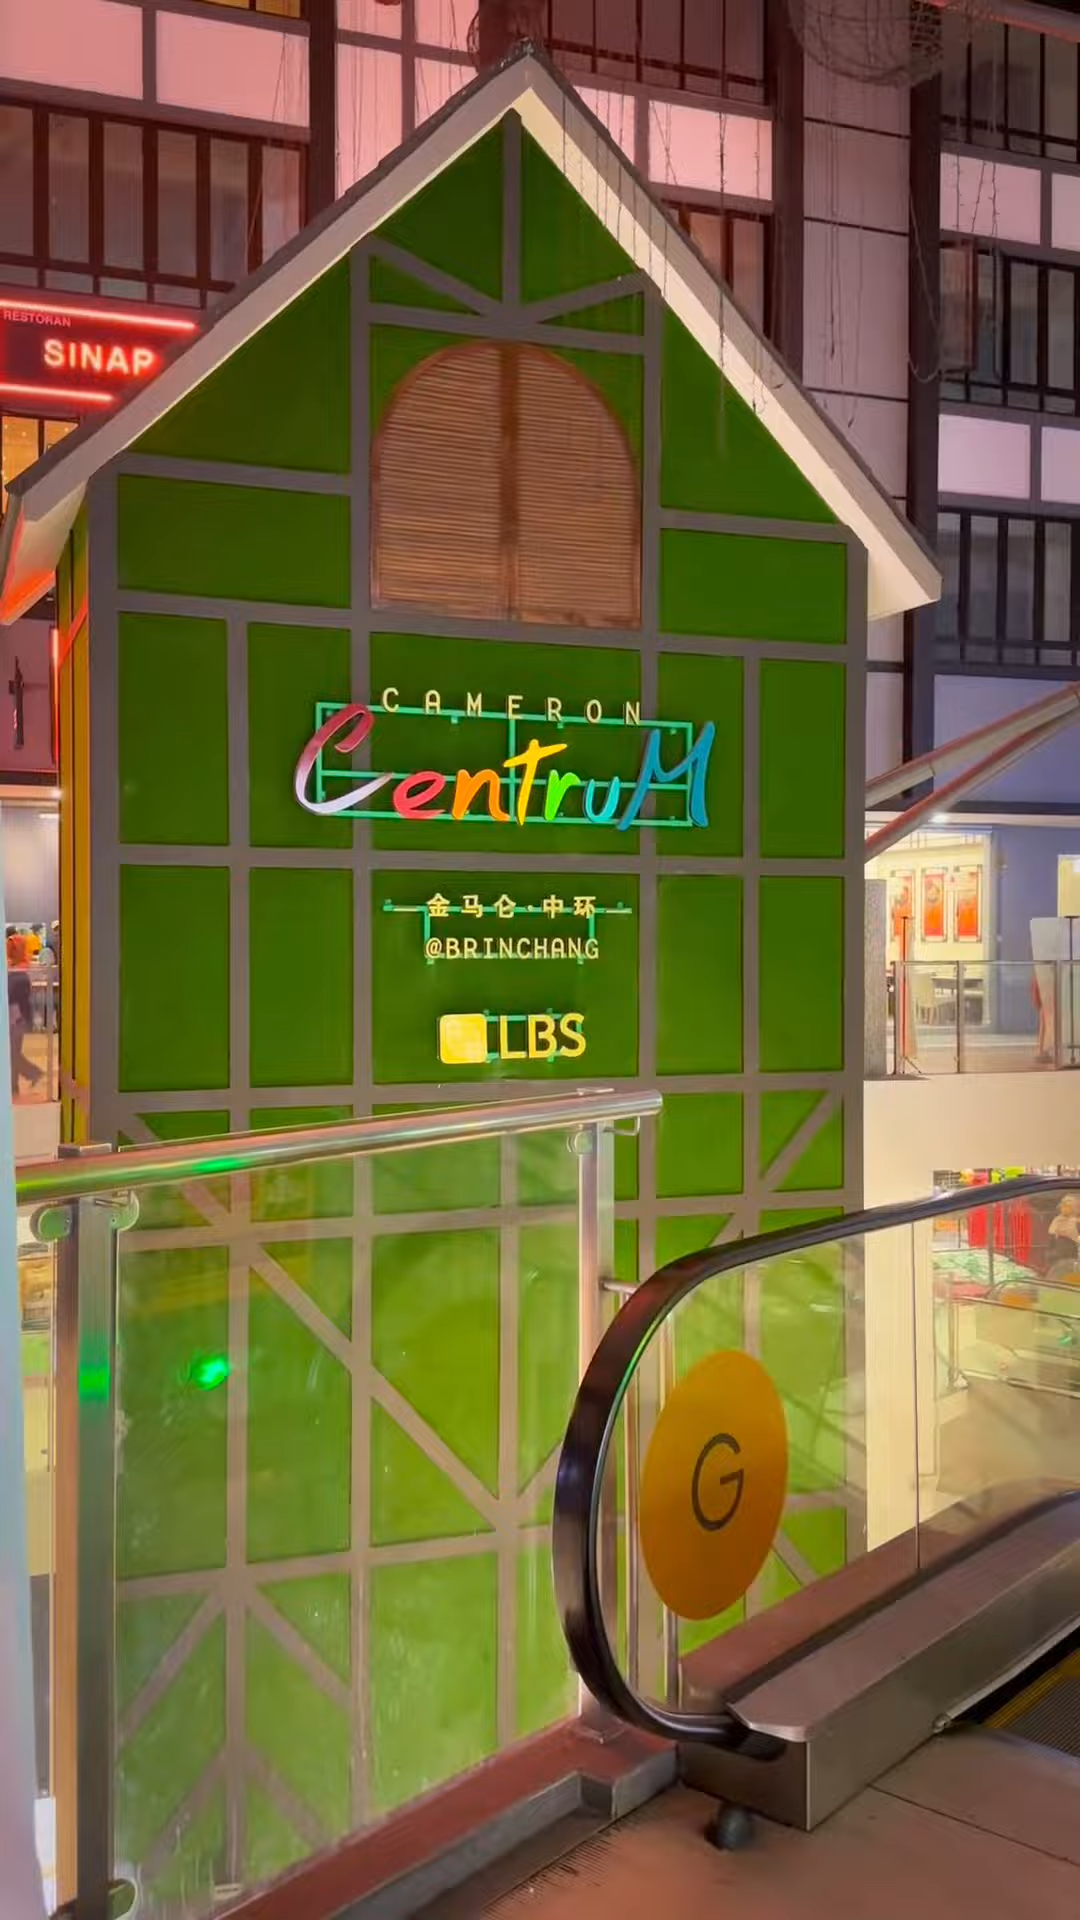 RESTORAN
SINAR
CAMERON
CentruM
金马仑·中环
@BRINCHANG
LBS
G